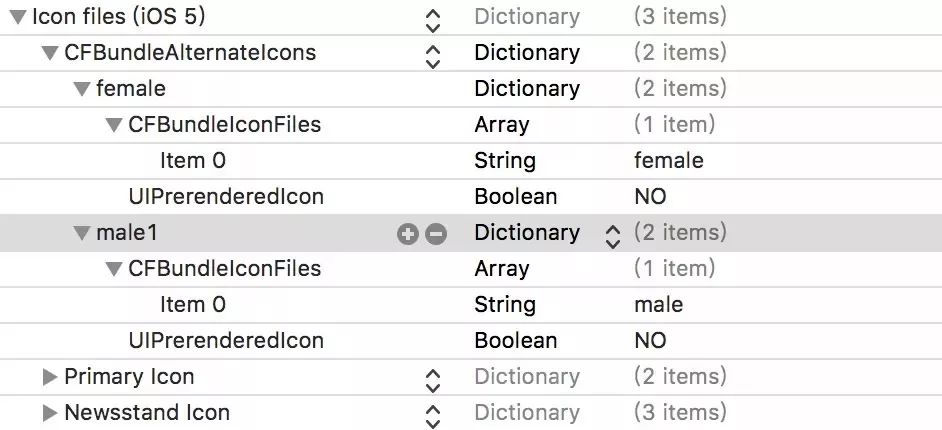 Icon files (iOS 5) Dictionary (3 items)
CFBundleAlternateIcons Dictionary (2 items)
female Dictionary (2 items)
CFBundleIconFiles Array (1 item)
Item 0 String female
UIPrerenderedIcon Boolean NO
male1 Dictionary (2 items)
CFBundleIconFiles Array (1 item)
Item 0 String male
UIPrerenderedIcon Boolean NO
Primary Icon Dictionary (2 items)
Newsstand Icon Dictionary (3 items)